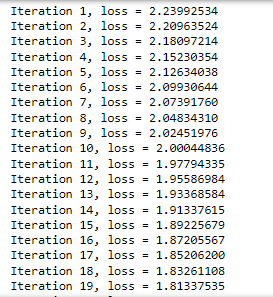 Iteration 1, loss = 2.23992534
Iteration 2, loss = 2.20963524
Iteration 3, loss = 2.18097214
Iteration 4, loss = 2.15230354
Iteration 5, loss = 2.12634038
Iteration 6, loss = 2.09930644
Iteration 7, loss = 2.07391760
Iteration 8, loss = 2.04834310
Iteration 9, loss = 2.02451976
Iteration 10, loss = 2.00044836
Iteration 11, loss = 1.97794335
Iteration 12, loss = 1.95586984
Iteration 13, loss = 1.93368584
Iteration 14, loss = 1.91337615
Iteration 15, loss = 1.89225679
Iteration 16, loss = 1.87205567
Iteration 17, loss = 1.85206200
Iteration 18, loss = 1.83261108
Iteration 19, loss = 1.81337535